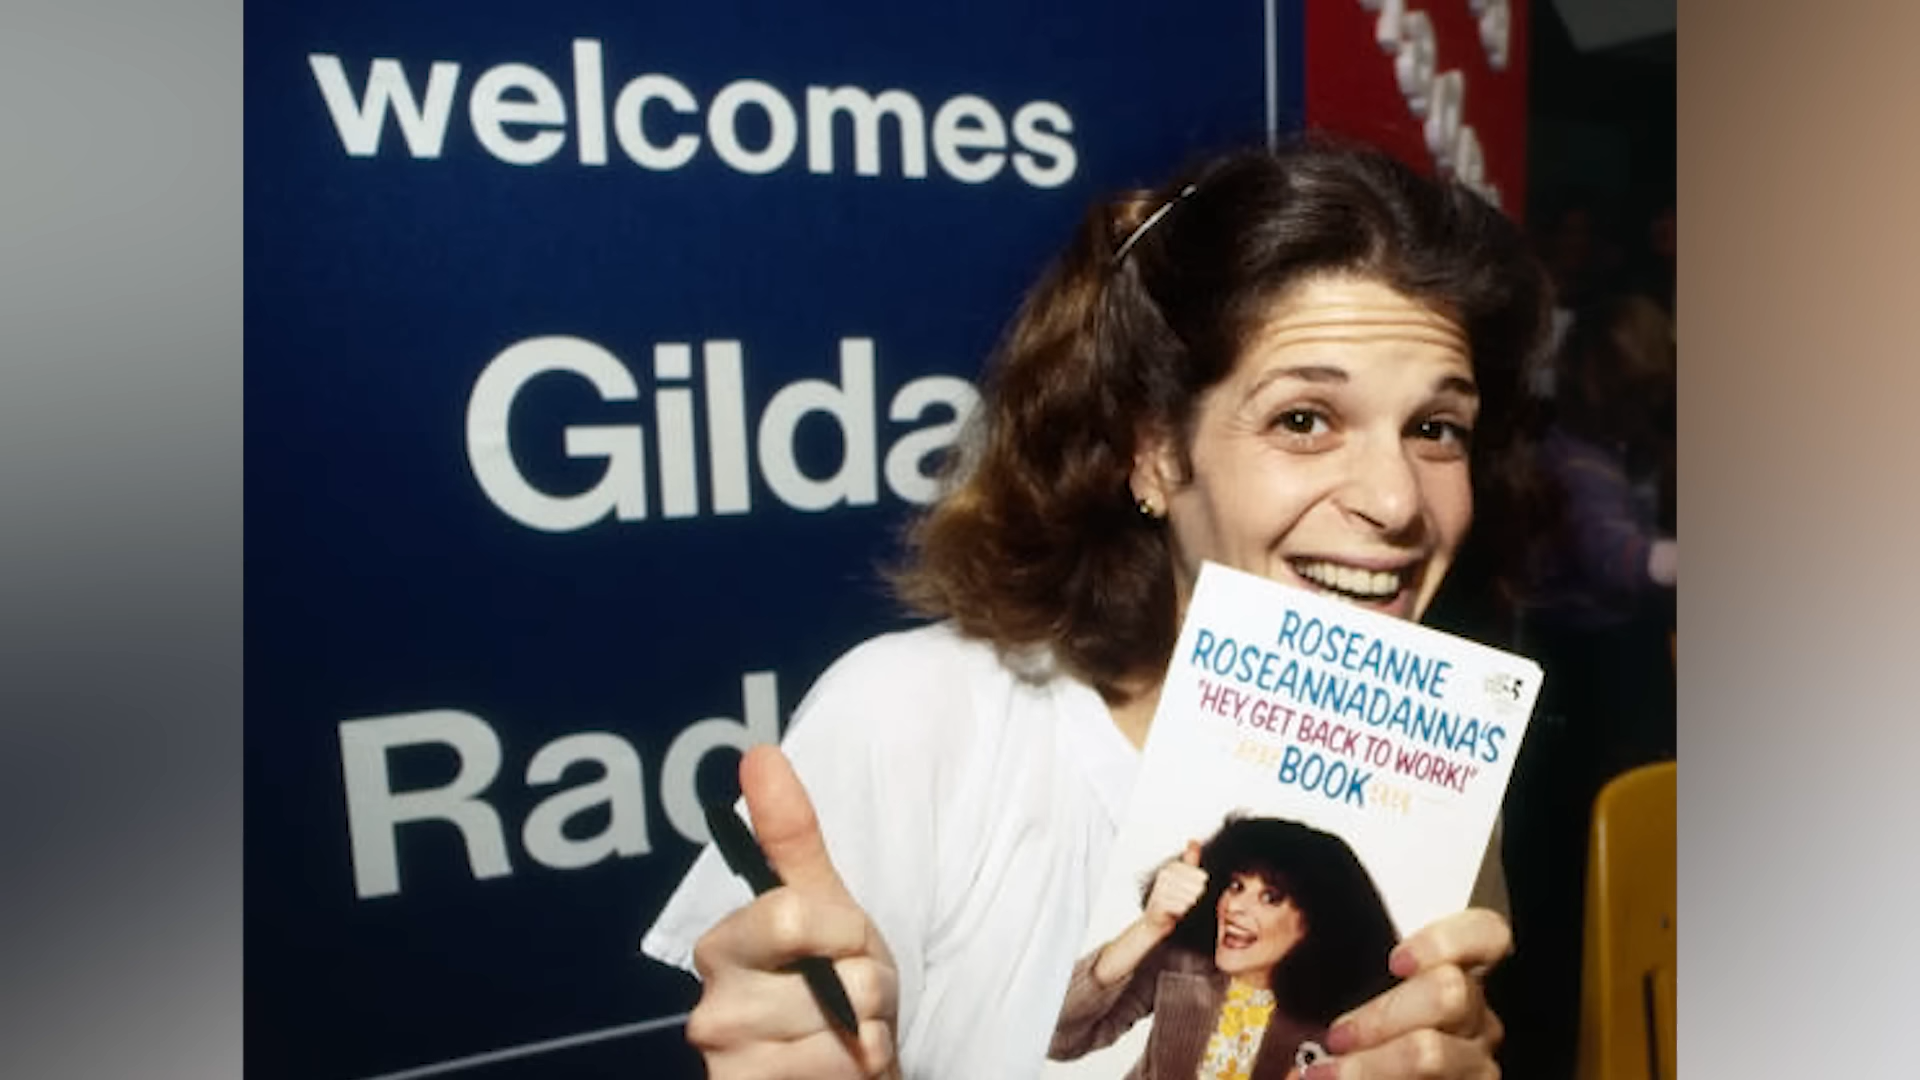 welcomes
Gilda
Rad
ROSEANNE
ROSEANNADANNA'S
"HEY, GET BACK TO WORK!"
BOOK